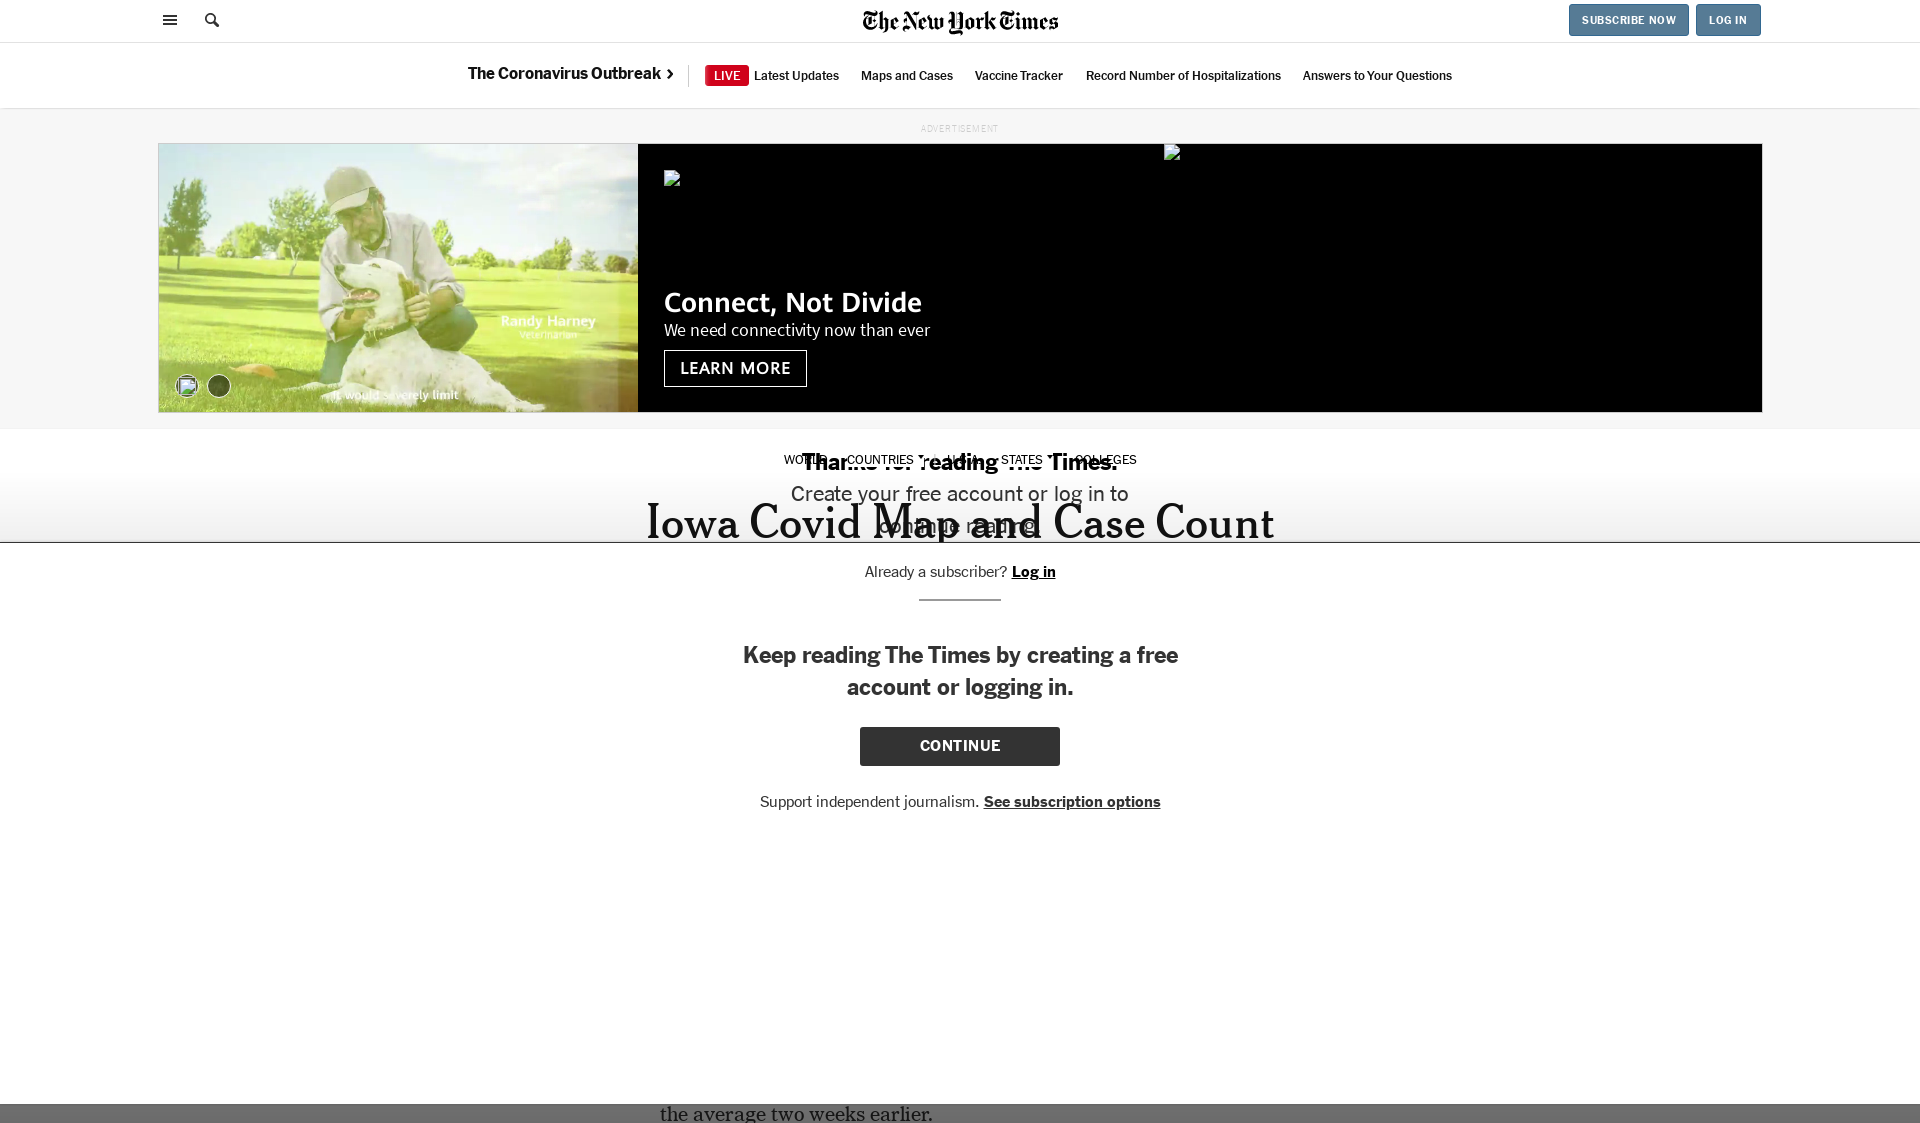 The New York Times
SUBSCRIBE NOW
LOG IN
The Coronavirus Outbreak
LIVE
Latest Updates
Maps and Cases
Vaccine Tracker
Record Number of Hospitalizations
Answers to Your Questions
ADVERTISEMENT
Randy Harney
Veterinarian
It would severely limit
Connect, Not Divide
We need connectivity now than ever
LEARN MORE
WORLD
COUNTRIES
U.S.A.
STATES
COLLEGES
Thanks for reading The Times.
Create your free account or log in to
continue reading.
Iowa Covid Map and Case Count
Already a subscriber? Log in
Keep reading The Times by creating a free
account or logging in.
CONTINUE
Support independent journalism. See subscription options
the average two weeks earlier.